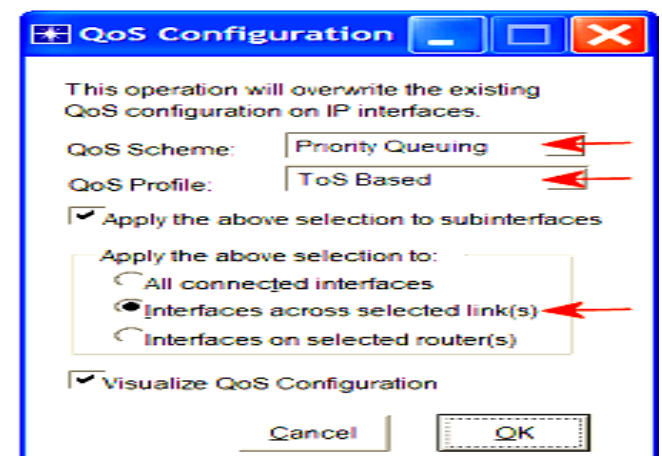 QoS Configuration
This operation will overwrite the existing
QoS configuration on IP interfaces.
QoS Scheme: Priority Queuing
QoS Profile: ToS Based
Apply the above selection to subinterfaces
Apply the above selection to:
All connected interfaces
Interfaces across selected link(s)
Interfaces on selected router(s)
Visualize QoS Configuration
Cancel OK